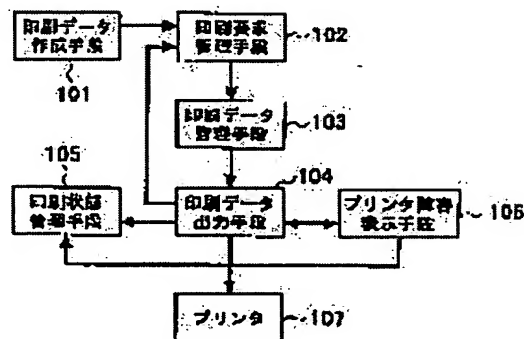 印刷データ
作成手段
101
印刷要求
管理手段
102
印刷データ
管理手段
103
105
印刷状態
管理手段
104
印刷データ
出力手段
プリンタ障害
表示手段
106
プリンタ
107